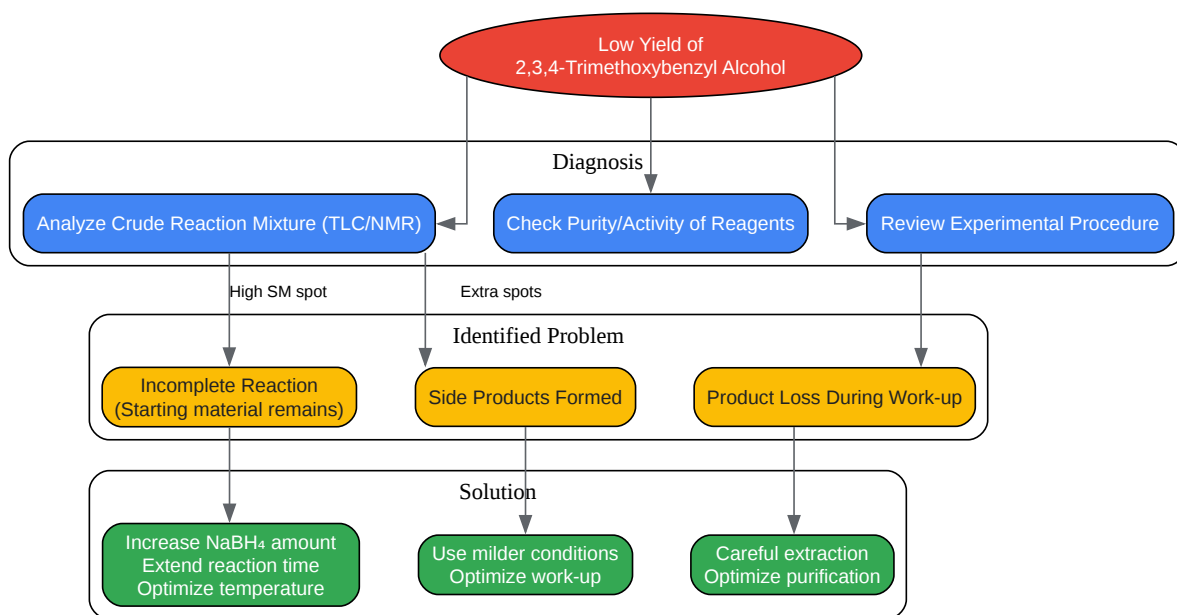 Low Yield of
2,3,4-Trimethoxybenzyl Alcohol
Diagnosis
Analyze Crude Reaction Mixture (TLC/NMR)
Check Purity/Activity of Reagents
Review Experimental Procedure
High SM spot
Extra spots
Identified Problem
Incomplete Reaction
(Starting material remains)
Side Products Formed
Product Loss During Work-up
Solution
Increase NaBH₄ amount
Extend reaction time
Optimize temperature
Use milder conditions
Optimize work-up
Careful extraction
Optimize purification